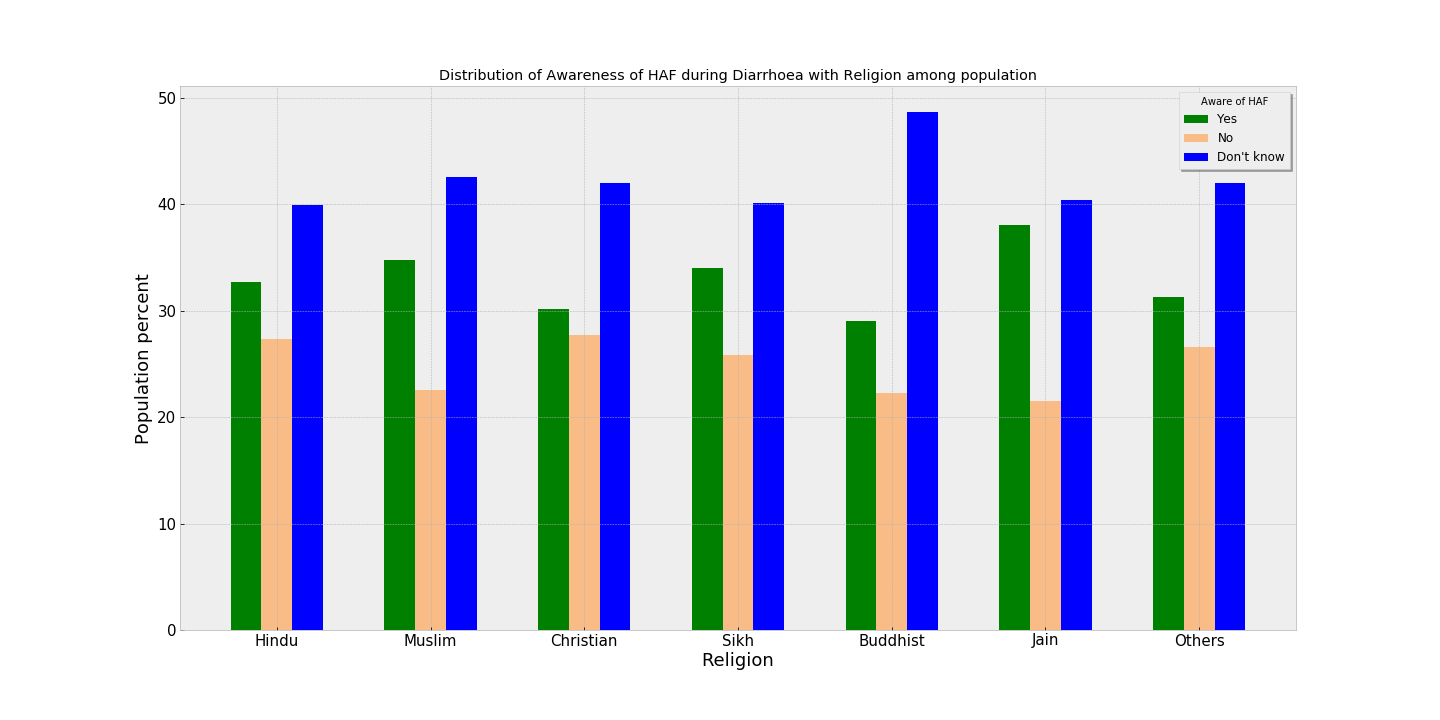 Distribution of Awareness of HAF during Diarrhoea with Religion among population
Aware of HAF
Yes
No
Don't know
Population percent
50
40
30
20
10
0
Hindu Muslim Christian Sikh Buddhist Jain Others
Religion